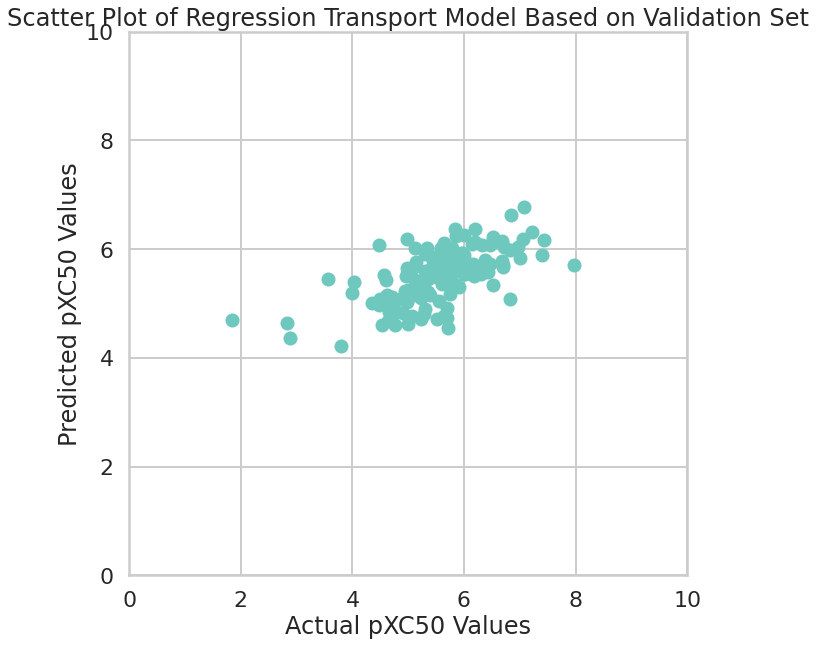 Scatter Plot of Regression Transport Model Based on Validation Set
10
8
6
4
2
0
Predicted pXC50 Values
0 2 4 6 8 10
Actual pXC50 Values